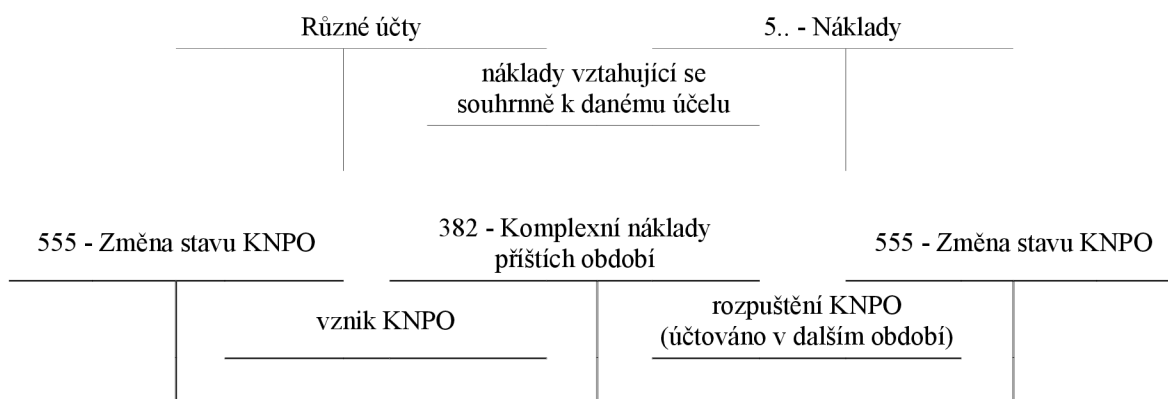 Různé účty
5.. - Náklady
náklady vztahující se
souhrnně k danému účelu
555 - Změna stavu KNPO
382 - Komplexní náklady
příštích období
555 - Změna stavu KNPO
vznik KNPO
rozpuštění KNPO
(účtováno v dalším období)